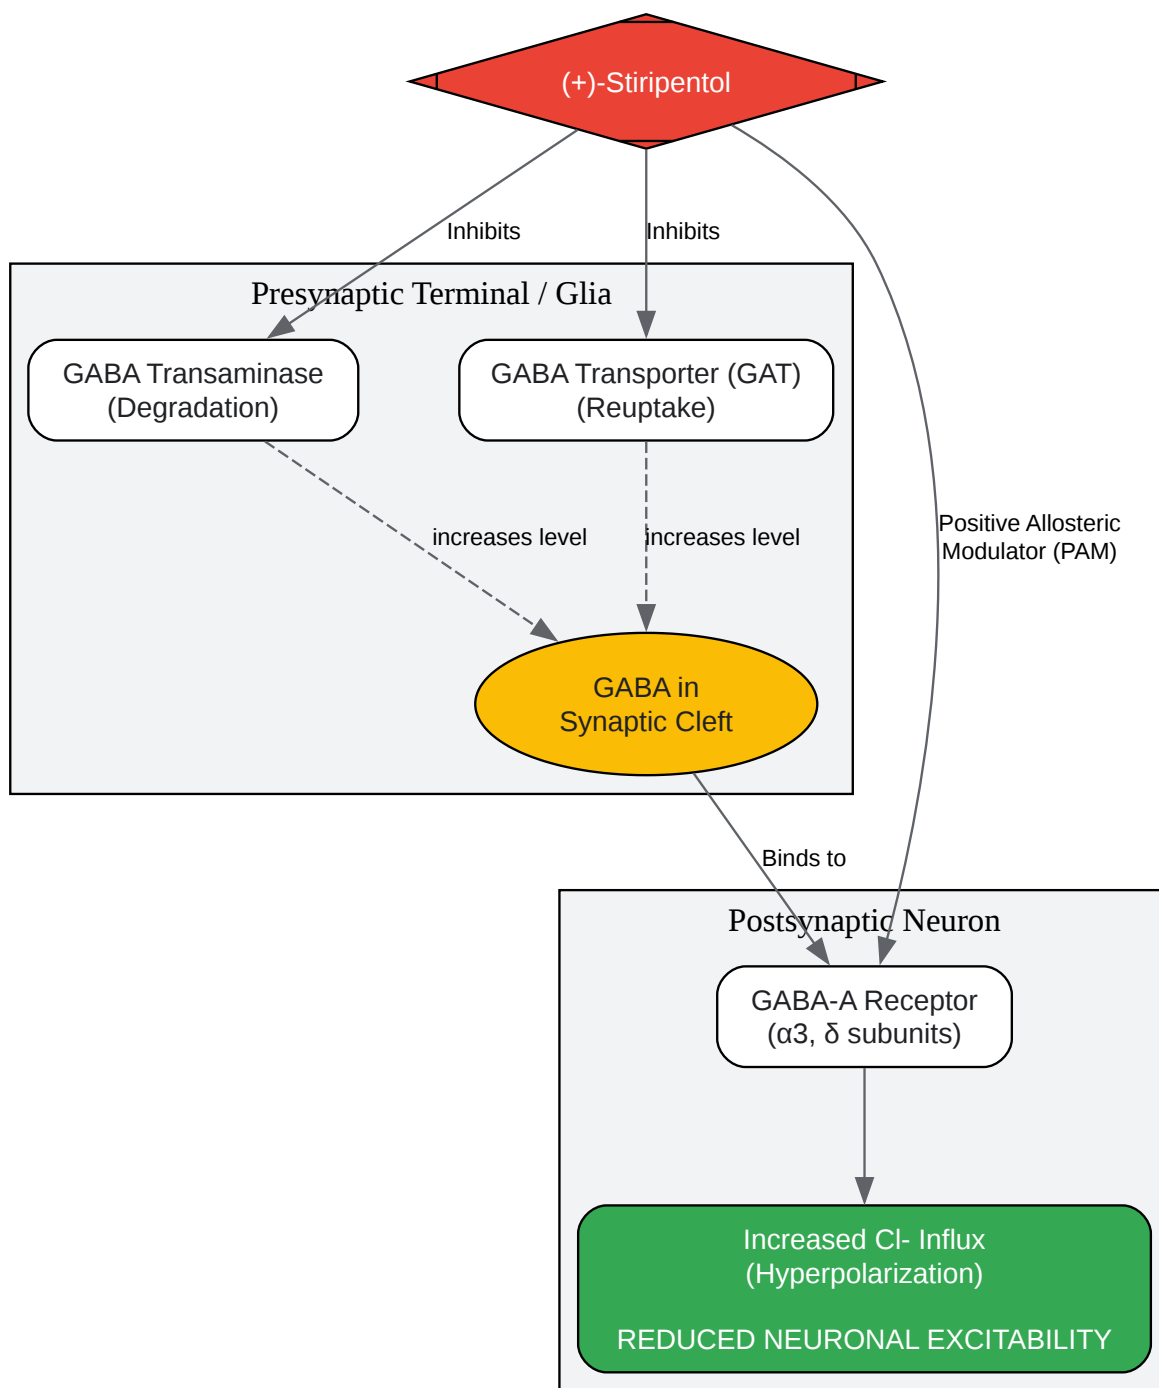 (+)-Stiripentol
Inhibits
Inhibits
Presynaptic Terminal / Glia
GABA Transaminase
(Degradation)
GABA Transporter (GAT)
(Reuptake)
increases level
increases level
Positive Allosteric
Modulator (PAM)
GABA in
Synaptic Cleft
Binds to
Postsynaptic Neuron
GABA-A Receptor
(α3, δ subunits)
Increased Cl- Influx
(Hyperpolarization)
REDUCED NEURONAL EXCITABILITY